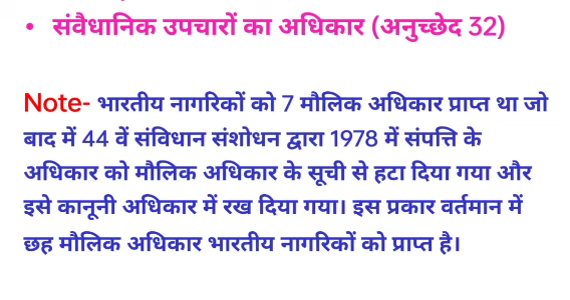 • संवैधानिक उपचारों का अधिकार (अनुच्छेद 32)
Note- भारतीय नागरिकों को 7 मौलिक अधिकार प्राप्त था जो
बाद में 44 वें संविधान संशोधन द्वारा 1978 में संपत्ति के
अधिकार को मौलिक अधिकार के सूची से हटा दिया गया और
इसे कानूनी अधिकार में रख दिया गया। इस प्रकार वर्तमान में
छह मौलिक अधिकार भारतीय नागरिकों को प्राप्त है।